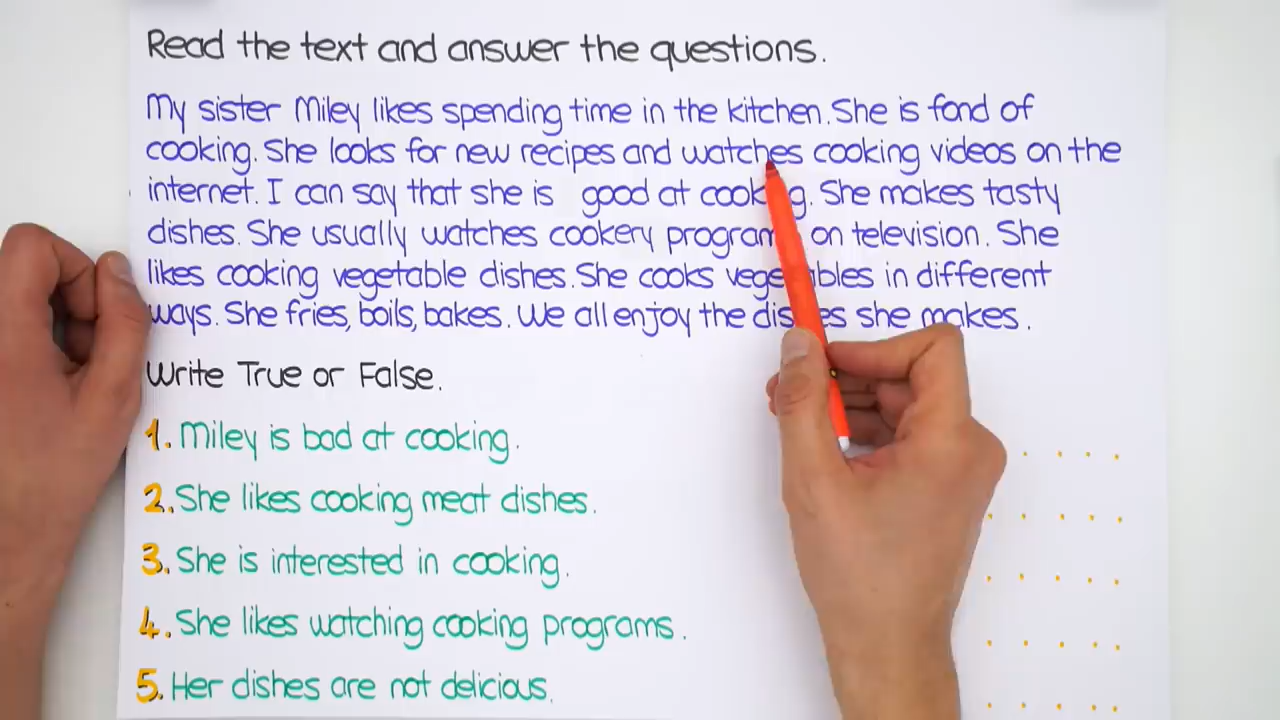 Read the text and answer the questions.
My sister Miley likes spending time in the kitchen. She is fond of
cooking. She looks for new recipes and watches cooking videos on the
internet. I can say that she is good at cooking. She makes tasty
dishes. She usually watches cookery programs on television. She
likes cooking vegetable dishes. She cooks vegetables in different
ways. She fries, boils, bakes. We all enjoy the dishes she makes.
Write True or False.
1. Miley is bad at cooking.
2. She likes cooking meat dishes.
3. She is interested in cooking.
4. She likes watching cooking programs.
5. Her dishes are not delicious.